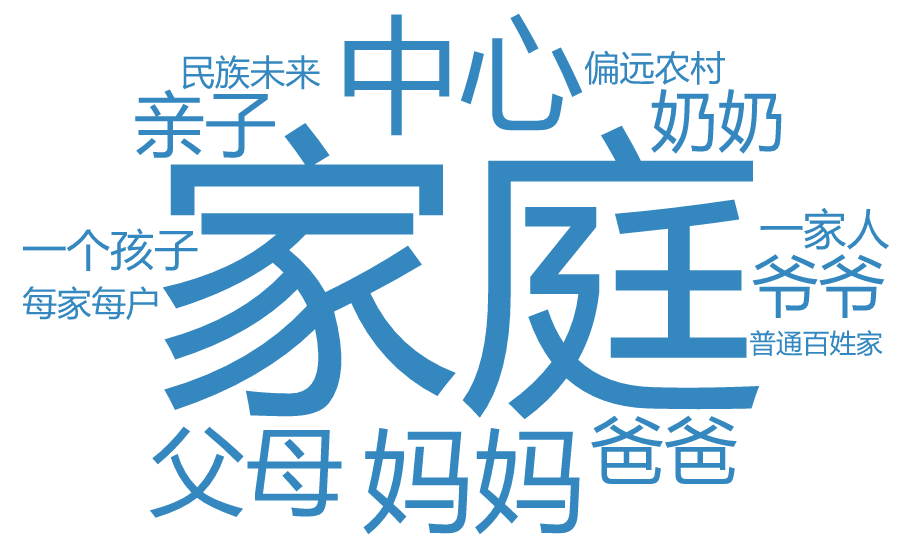 中心
民族未来
偏远农村
亲子
奶奶
家庭
一个孩子
一家人
每家每户
爷爷
普通百姓家
父母
妈妈
爸爸